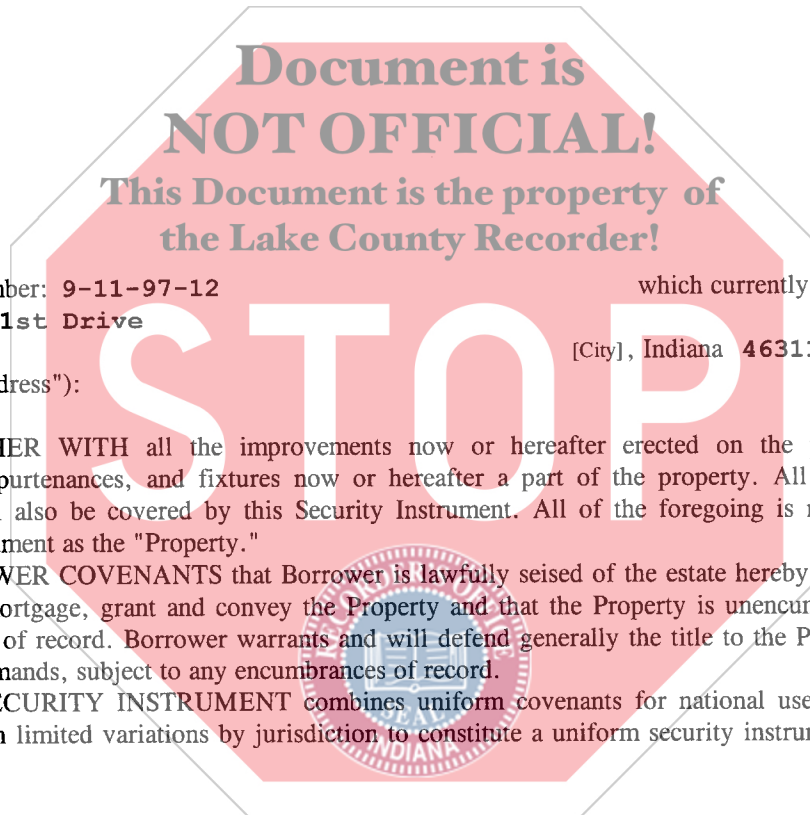 Document is
NOT OFFICIAL!
This Document is the property of
the Lake County Recorder!
nber: 9-11-97-12 which currently
1st Drive
[City], Indiana 4631
dress"):
STOP
HER WITH all the improvements now or hereafter erected on the
purtenances, and fixtures now or hereafter a part of the property. All
also be covered by this Security Instrument. All of the foregoing is r
ment as the "Property."
WER COVENANTS that Borrower is lawfully seised of the estate hereby
ortgage, grant and convey the Property and that the Property is unencur
of record. Borrower warrants and will defend generally the title to the P
mands, subject to any encumbrances of record.
ECURITY INSTRUMENT combines uniform covenants for national use
n limited variations by jurisdiction to constitute a uniform security instrur
SEAL
INDIANA